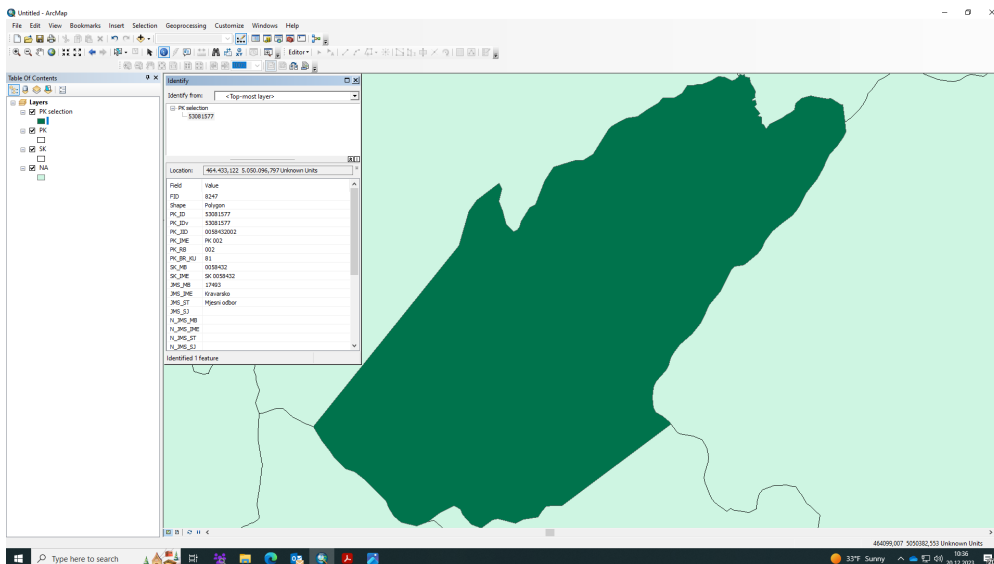 Untitled - ArcMap
File Edit View Bookmarks Insert Selection Geoprocessing Customize Windows Help
Editor
Table Of Contents
Layers
PK selection
PK
SK
NA
Identify
Identify from: <Top-most layer>
PK selection
53081577
Location: 464.433,122 5.050.096,797 Unknown Units
Field Value
FID 8247
Shape Polygon
PK_ID 53081577
PK_IDv 53081577
PK_JID 0058432002
PK_IME PK 002
PK_RB 002
PK_BR_KU 81
SK_MB 0058432
SK_IME SK 0058432
JMS_MB 17493
JMS_IME Kravarsko
JMS_ST Mjesni odbor
JMS_SJ
N_JMS_MB
N_JMS_IME
N_JMS_ST
N_JMS_SJ
Identified 1 feature
464099,007 5050382,553 Unknown Units
Type here to search
33°F Sunny
10:36
20.12.2023.